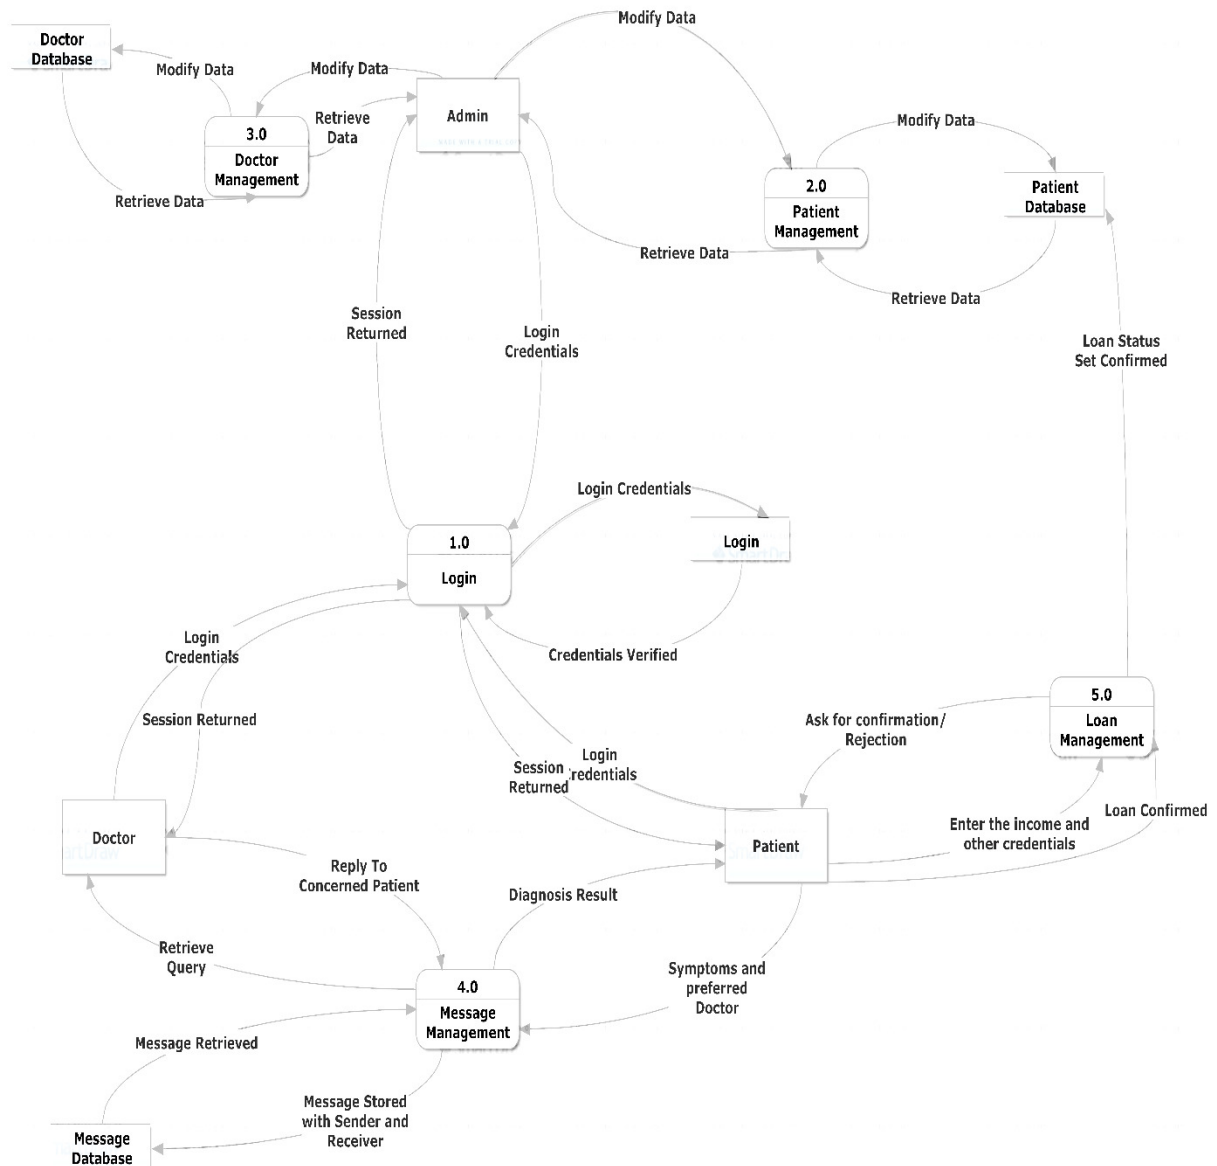 Modify Data
Doctor
Database
Modify Data
Modify Data
Admin
Retrieve
Data
3.0
Doctor
Management
Retrieve Data
Modify Data
2.0
Patient
Management
Patient
Database
Retrieve Data
Retrieve Data
Session
Returned
Login
Credentials
Loan Status
Set Confirmed
Login Credentials
1.0
Login
Login
Credentials Verified
Login
Credentials
Session Returned
5.0
Loan
Management
Ask for confirmation/
Rejection
Session
Returned
Login
Credentials
Doctor
Patient
Enter the income and
other credentials
Loan Confirmed
Reply To
Concerned Patient
Diagnosis Result
Retrieve
Query
Symptoms and
preferred
Doctor
4.0
Message
Management
Message Retrieved
Message Stored
with Sender and
Receiver
Message
Database